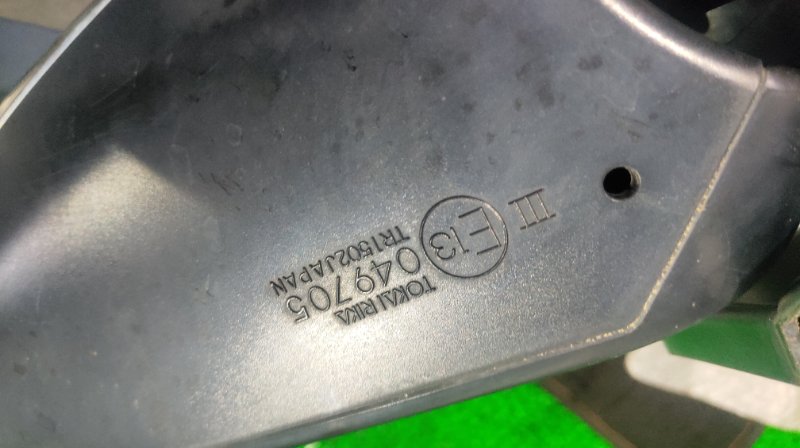 III
E13
TOKAI RIKA
049705
TR1502JAPAN